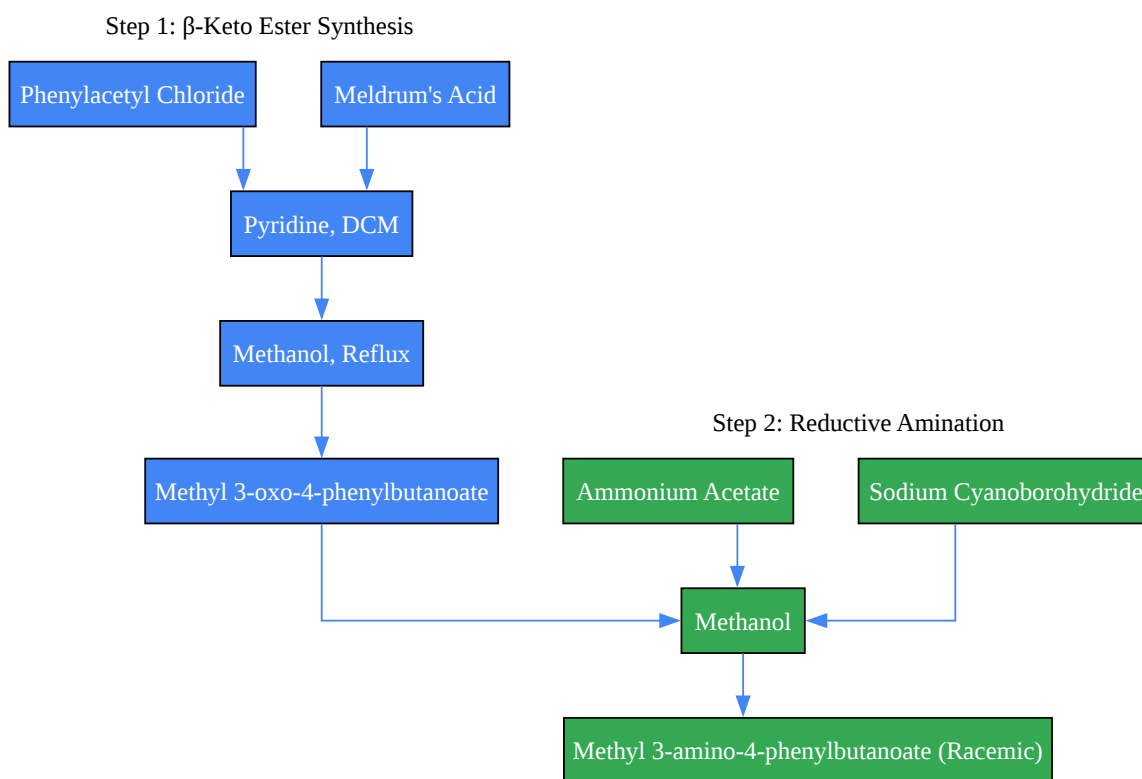 Step 1: β-Keto Ester Synthesis
Phenylacetyl Chloride
Meldrum's Acid
Pyridine, DCM
Methanol, Reflux
Step 2: Reductive Amination
Methyl 3-oxo-4-phenylbutanoate
Ammonium Acetate
Sodium Cyanoborohydride
Methanol
Methyl 3-amino-4-phenylbutanoate (Racemic)